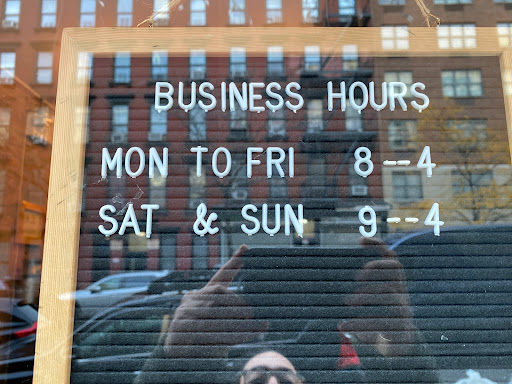 BUSINESS HOURS
MON TO FRI 8--4
SAT & SUN 9--4